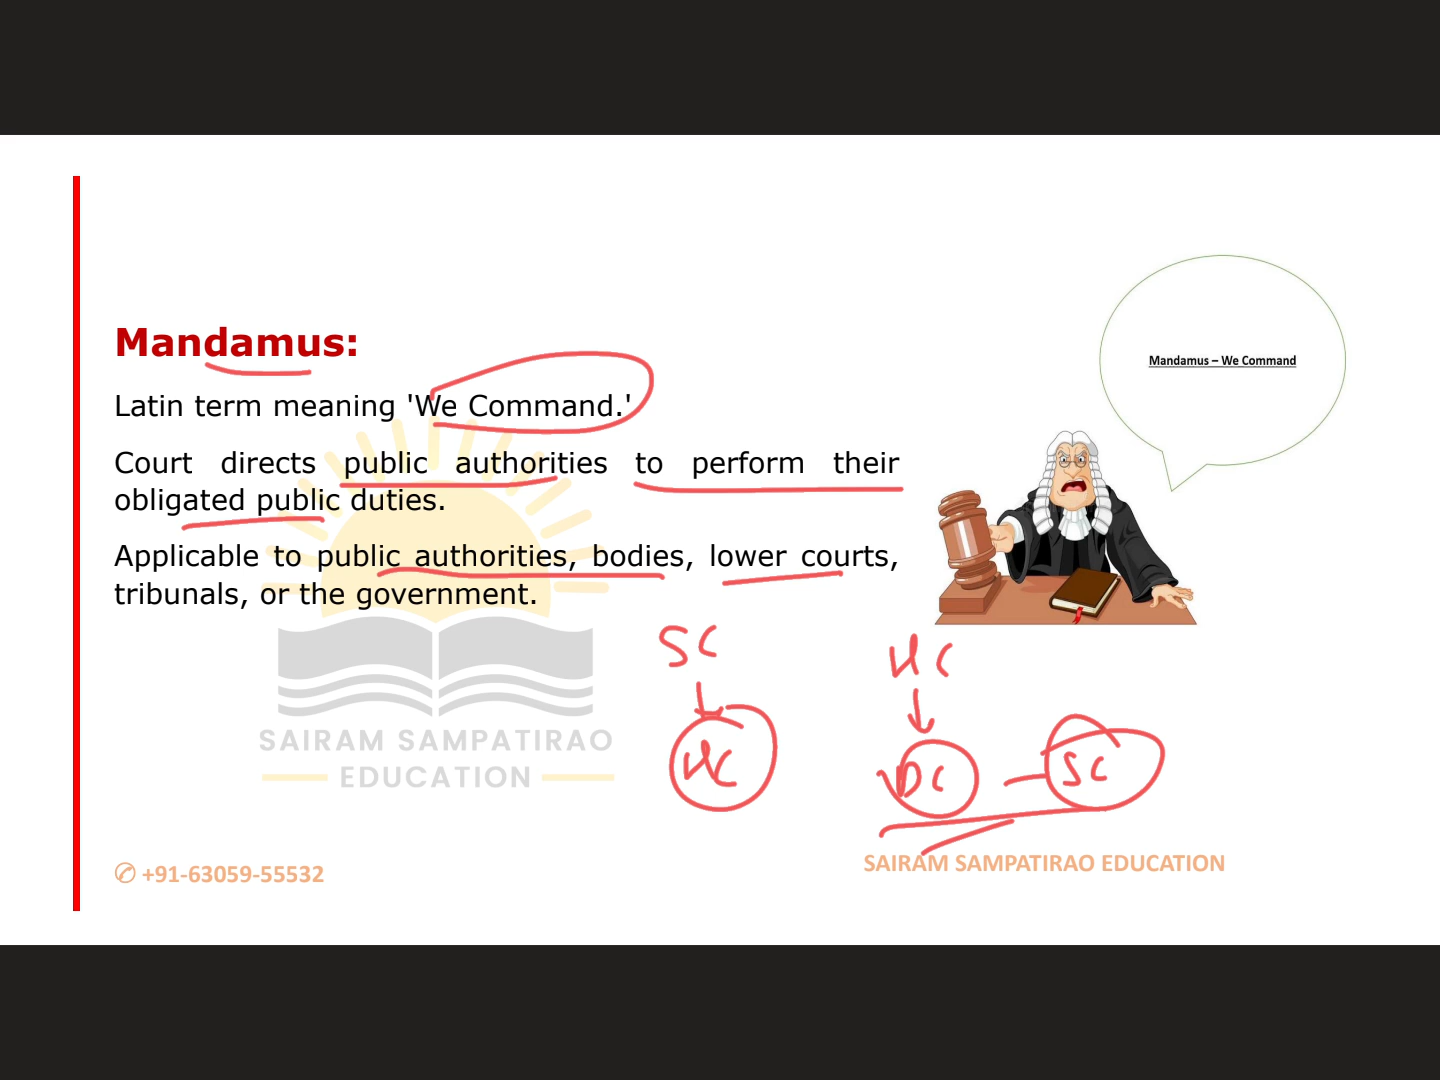 Mandamus – We Command
Mandamus:
Latin term meaning 'We Command.'
Court directs public authorities to perform their
obligated public duties.
Applicable to public authorities, bodies, lower courts,
tribunals, or the government.
SC
HC
HC
DC – SC
SAIRAM SAMPATIRAO
EDUCATION
✆ +91-63059-55532
SAIRAM SAMPATIRAO EDUCATION